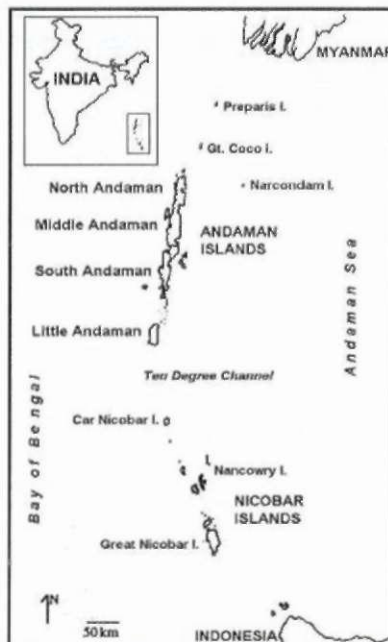 INDIA
MYANMAR
Preparis I.
Gt. Coco I.
North Andaman
Narcondam I.
Middle Andaman
ANDAMAN
ISLANDS
South Andaman
Little Andaman
Andaman Sea
Ten Degree Channel
Bay of Bengal
Car Nicobar I.
Nancowry I.
NICOBAR
ISLANDS
Great Nicobar I.
N
50km
INDONESIA